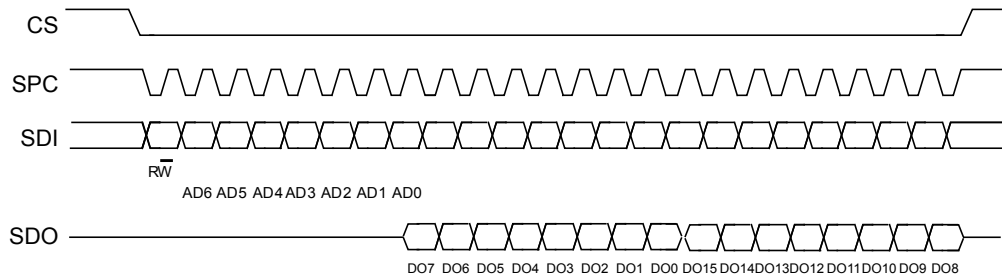 CS
SPC
SDI
RW
AD6 AD5 AD4 AD3 AD2 AD1 AD0
SDO
DO7 DO6 DO5 DO4 DO3 DO2 DO1 DO0 DO15 DO14 DO13 DO12 DO11 DO10 DO9 DO8